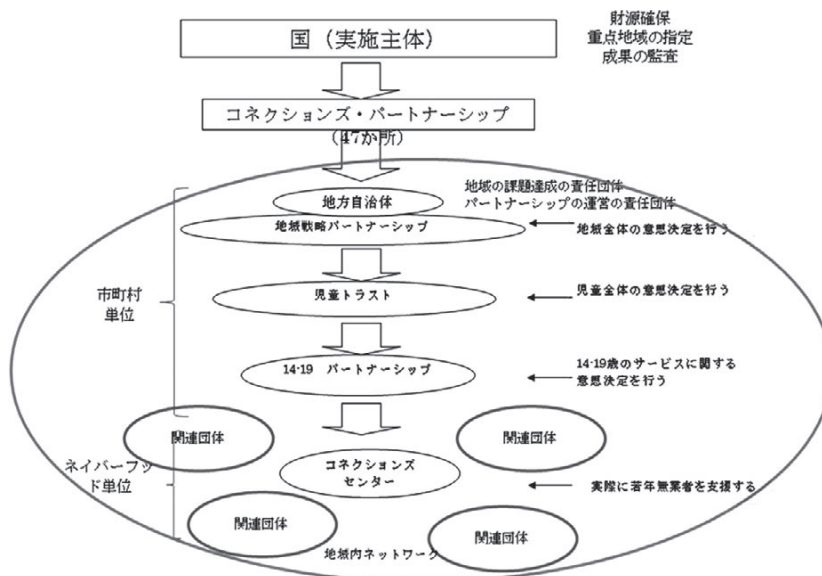 国（実施主体）
財源確保
重点地域の指定
成果の監査
コネクションズ・パートナーシップ
（47か所）
地方自治体
地域の課題達成の責任団体
パートナーシップの運営の責任団体
地域戦略パートナーシップ
地域全体の意思決定を行う
市町村
単位
児童トラスト
児童全体の意思決定を行う
14-19　パートナーシップ
14-19歳のサービスに関する
意思決定を行う
関連団体
関連団体
ネイバーフッ
ド単位
コネクションズ
センター
実際に若年無業者を支援する
関連団体
関連団体
地域内ネットワーク